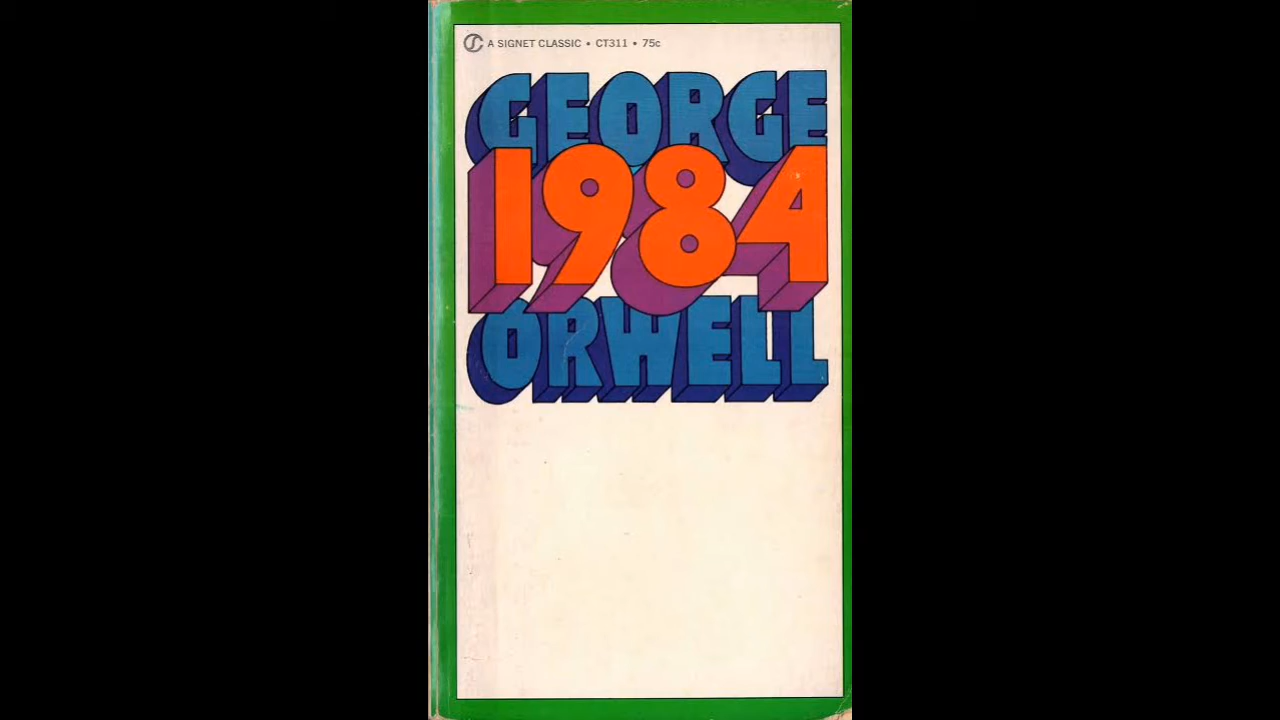 A SIGNET CLASSIC • CT311 • 75c
GEORGE
1984
ORWELL